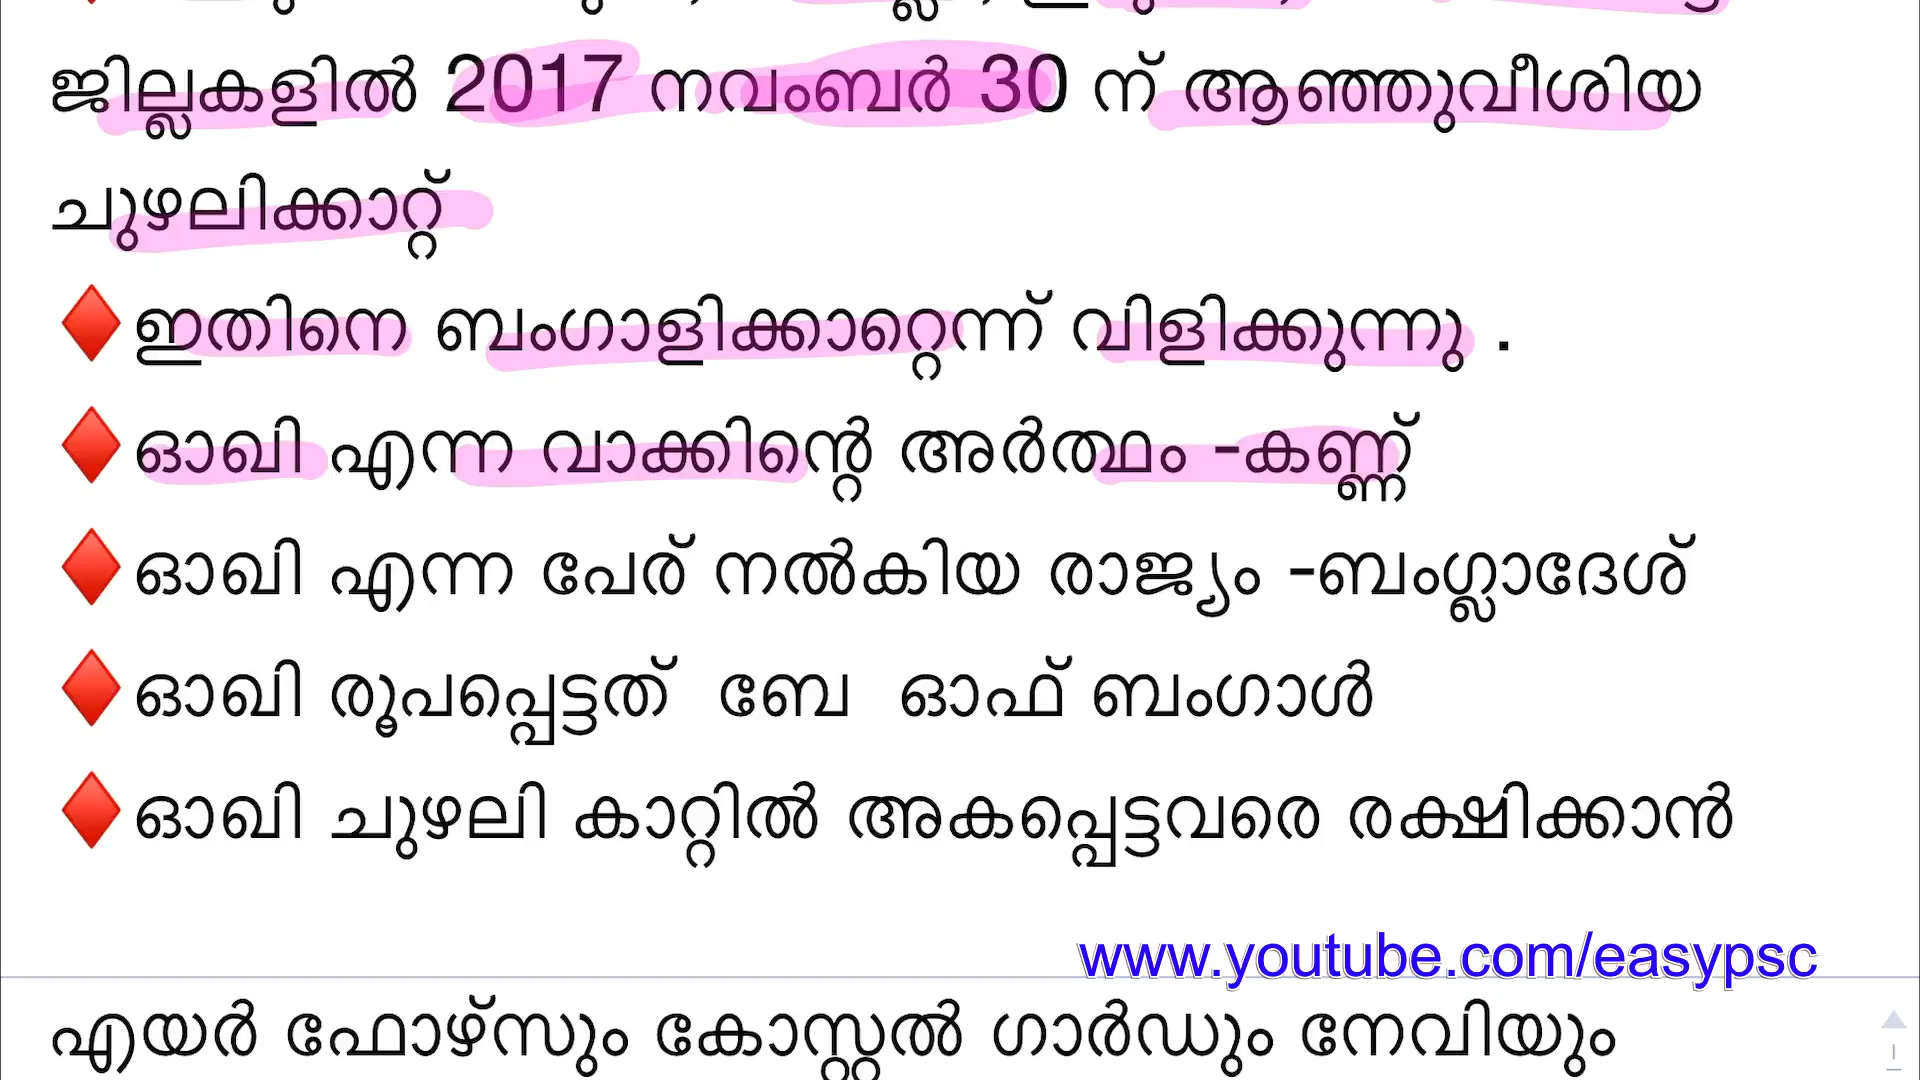 ജില്ലകളിൽ 2017 നവംബർ 30 ന് ആഞ്ഞുവീശിയ
ചുഴലിക്കാറ്റ്
ഇതിനെ ബംഗാളിക്കാറ്റെന്ന് വിളിക്കുന്നു .
ഓഖി എന്ന വാക്കിന്റെ അർത്ഥം -കണ്ണ്
ഓഖി എന്ന പേര് നൽകിയ രാജ്യം -ബംഗ്ലാദേശ്
ഓഖി രൂപപ്പെട്ടത് ബേ ഓഫ് ബംഗാൾ
ഓഖി ചുഴലി കാറ്റിൽ അകപ്പെട്ടവരെ രക്ഷിക്കാൻ
www.youtube.com/easypsc
എയർ ഫോഴ്സും കോസ്റ്റൽ ഗാർഡും നേവിയും